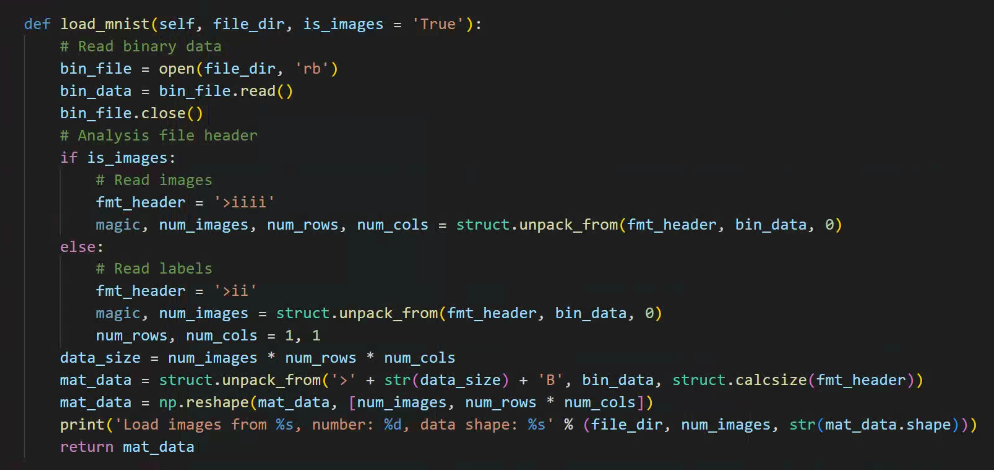 def load_mnist(self, file_dir, is_images = 'True'):
    # Read binary data
    bin_file = open(file_dir, 'rb')
    bin_data = bin_file.read()
    bin_file.close()
    # Analysis file header
    if is_images:
        # Read images
        fmt_header = '>iiii'
        magic, num_images, num_rows, num_cols = struct.unpack_from(fmt_header, bin_data, 0)
    else:
        # Read labels
        fmt_header = '>ii'
        magic, num_images = struct.unpack_from(fmt_header, bin_data, 0)
        num_rows, num_cols = 1, 1
    data_size = num_images * num_rows * num_cols
    mat_data = struct.unpack_from('>' + str(data_size) + 'B', bin_data, struct.calcsize(fmt_header))
    mat_data = np.reshape(mat_data, [num_images, num_rows * num_cols])
    print('Load images from %s, number: %d, data shape: %s' % (file_dir, num_images, str(mat_data.shape)))
    return mat_data